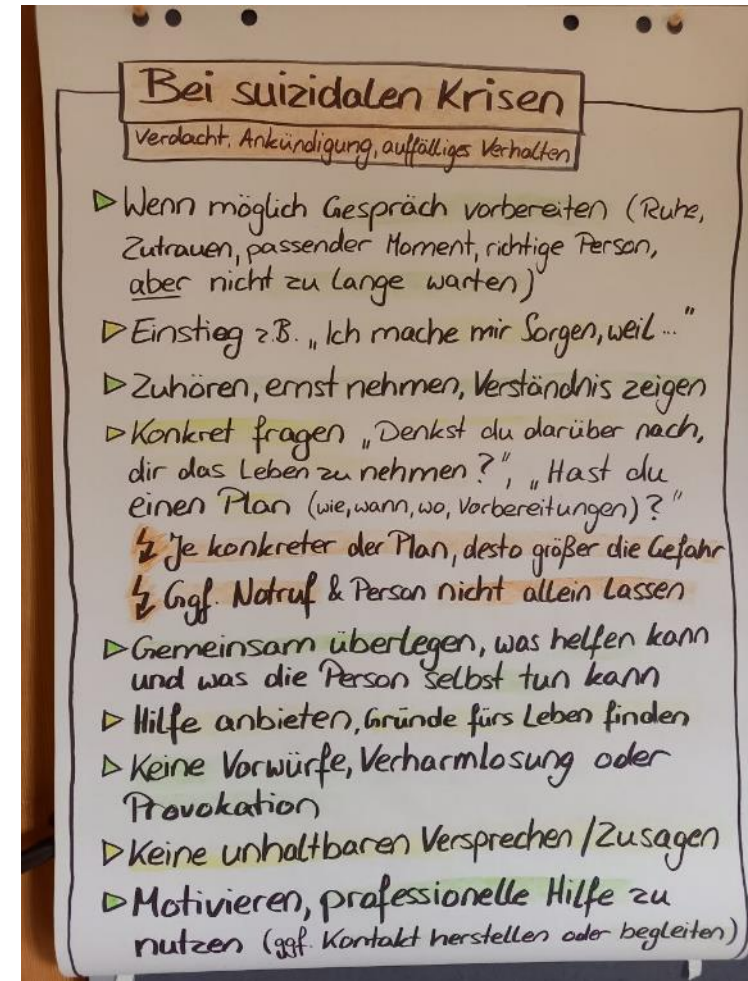 Bei suizidalen Krisen
Verdacht, Ankündigung, auffälliges Verhalten
Wenn möglich Gespräch vorbereiten (Ruhe,
Zutrauen, passender Moment, richtige Person,
aber nicht zu lange warten)
Einstieg z.B. „Ich mache mir Sorgen, weil ..."
Zuhören, ernst nehmen, Verständnis zeigen
Konkret fragen „Denkst du darüber nach,
dir das Leben zu nehmen?", „Hast du
einen Plan (wie, wann, wo, Vorbereitungen)?"
Je konkreter der Plan, desto größer die Gefahr
Ggf. Notruf & Person nicht allein lassen
Gemeinsam überlegen, was helfen kann
und was die Person selbst tun kann
Hilfe anbieten, Gründe fürs Leben finden
Keine Vorwürfe, Verharmlosung oder
Provokation
Keine unhaltbaren Versprechen / Zusagen
Motivieren, professionelle Hilfe zu
nutzen (ggf. Kontakt herstellen oder begleiten)